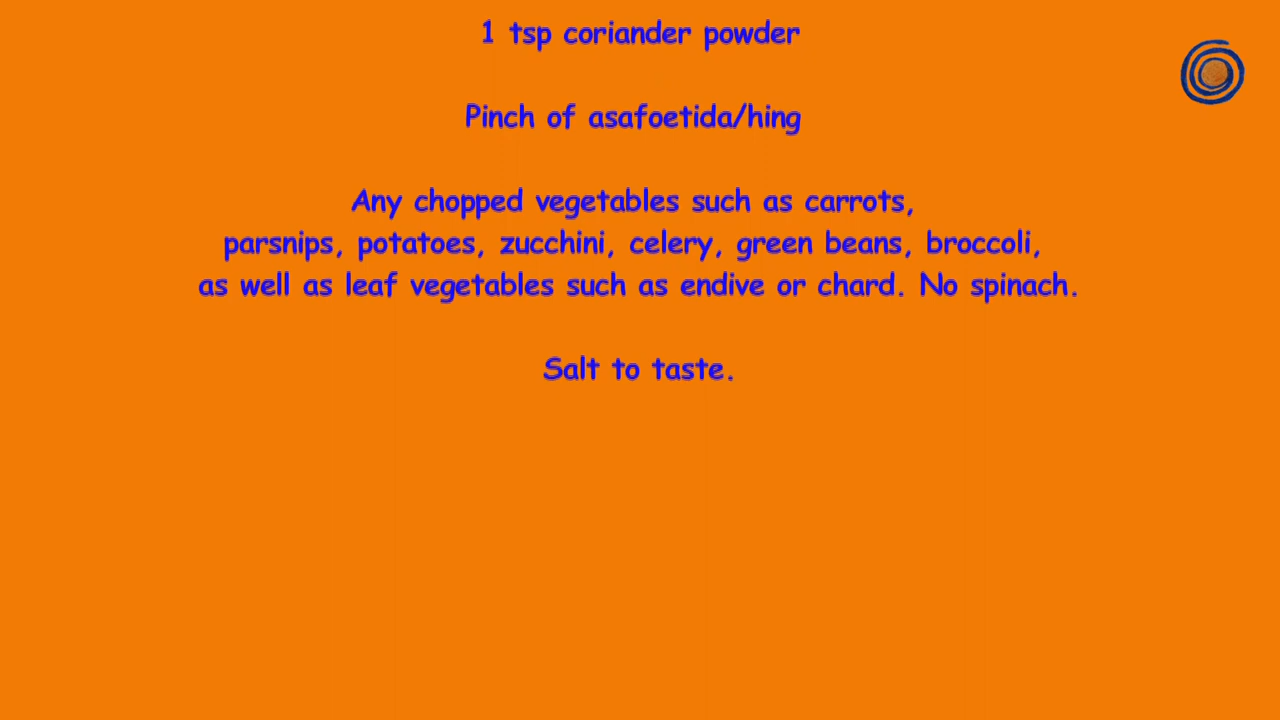 1 tsp coriander powder
Pinch of asafoetida/hing
Any chopped vegetables such as carrots,
parsnips, potatoes, zucchini, celery, green beans, broccoli,
as well as leaf vegetables such as endive or chard. No spinach.
Salt to taste.